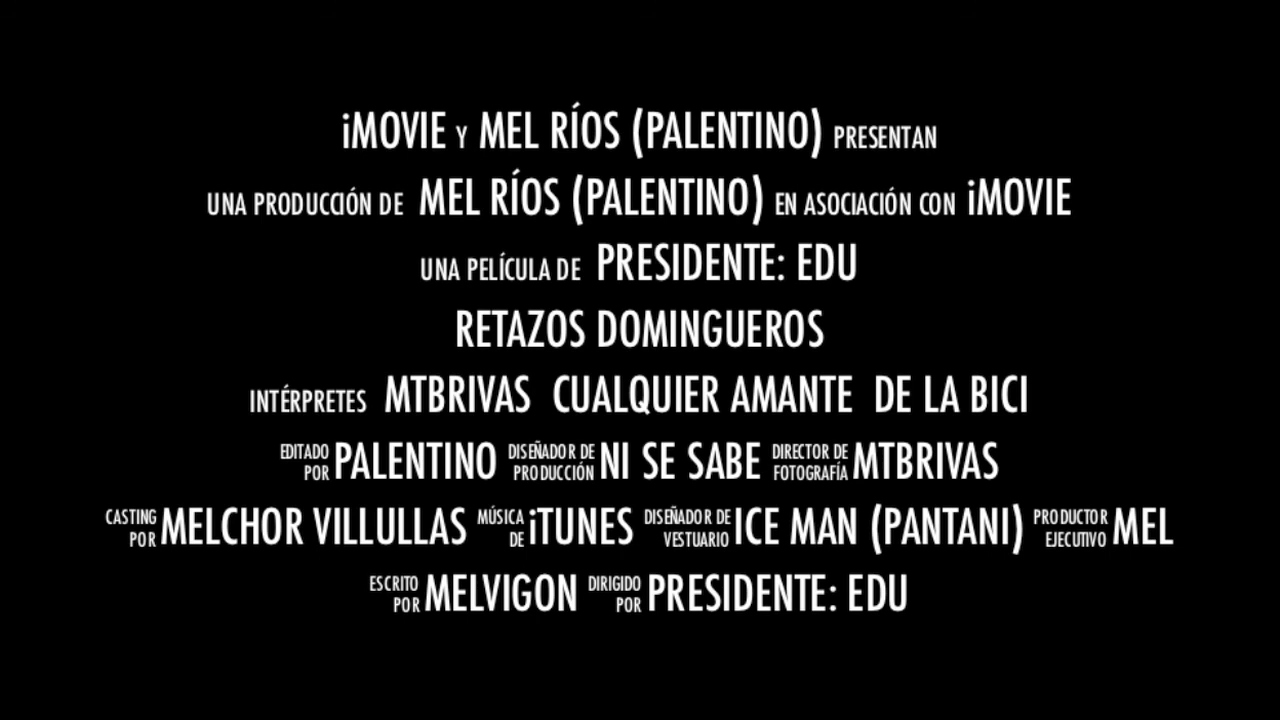 iMOVIE Y MEL RÍOS (PALENTINO) PRESENTAN
UNA PRODUCCIÓN DE MEL RÍOS (PALENTINO) EN ASOCIACIÓN CON iMOVIE
UNA PELÍCULA DE PRESIDENTE: EDU
RETAZOS DOMINGUEROS
INTÉRPRETES MTBRIVAS CUALQUIER AMANTE DE LA BICI
EDITADO POR PALENTINO DISEÑADOR DE PRODUCCIÓN NI SE SABE DIRECTOR DE FOTOGRAFÍA MTBRIVAS
CASTING POR MELCHOR VILLULLAS MÚSICA DE iTUNES DISEÑADOR DE VESTUARIO ICE MAN (PANTANI) PRODUCTOR EJECUTIVO MEL
ESCRITO POR MELVIGON DIRIGIDO POR PRESIDENTE: EDU